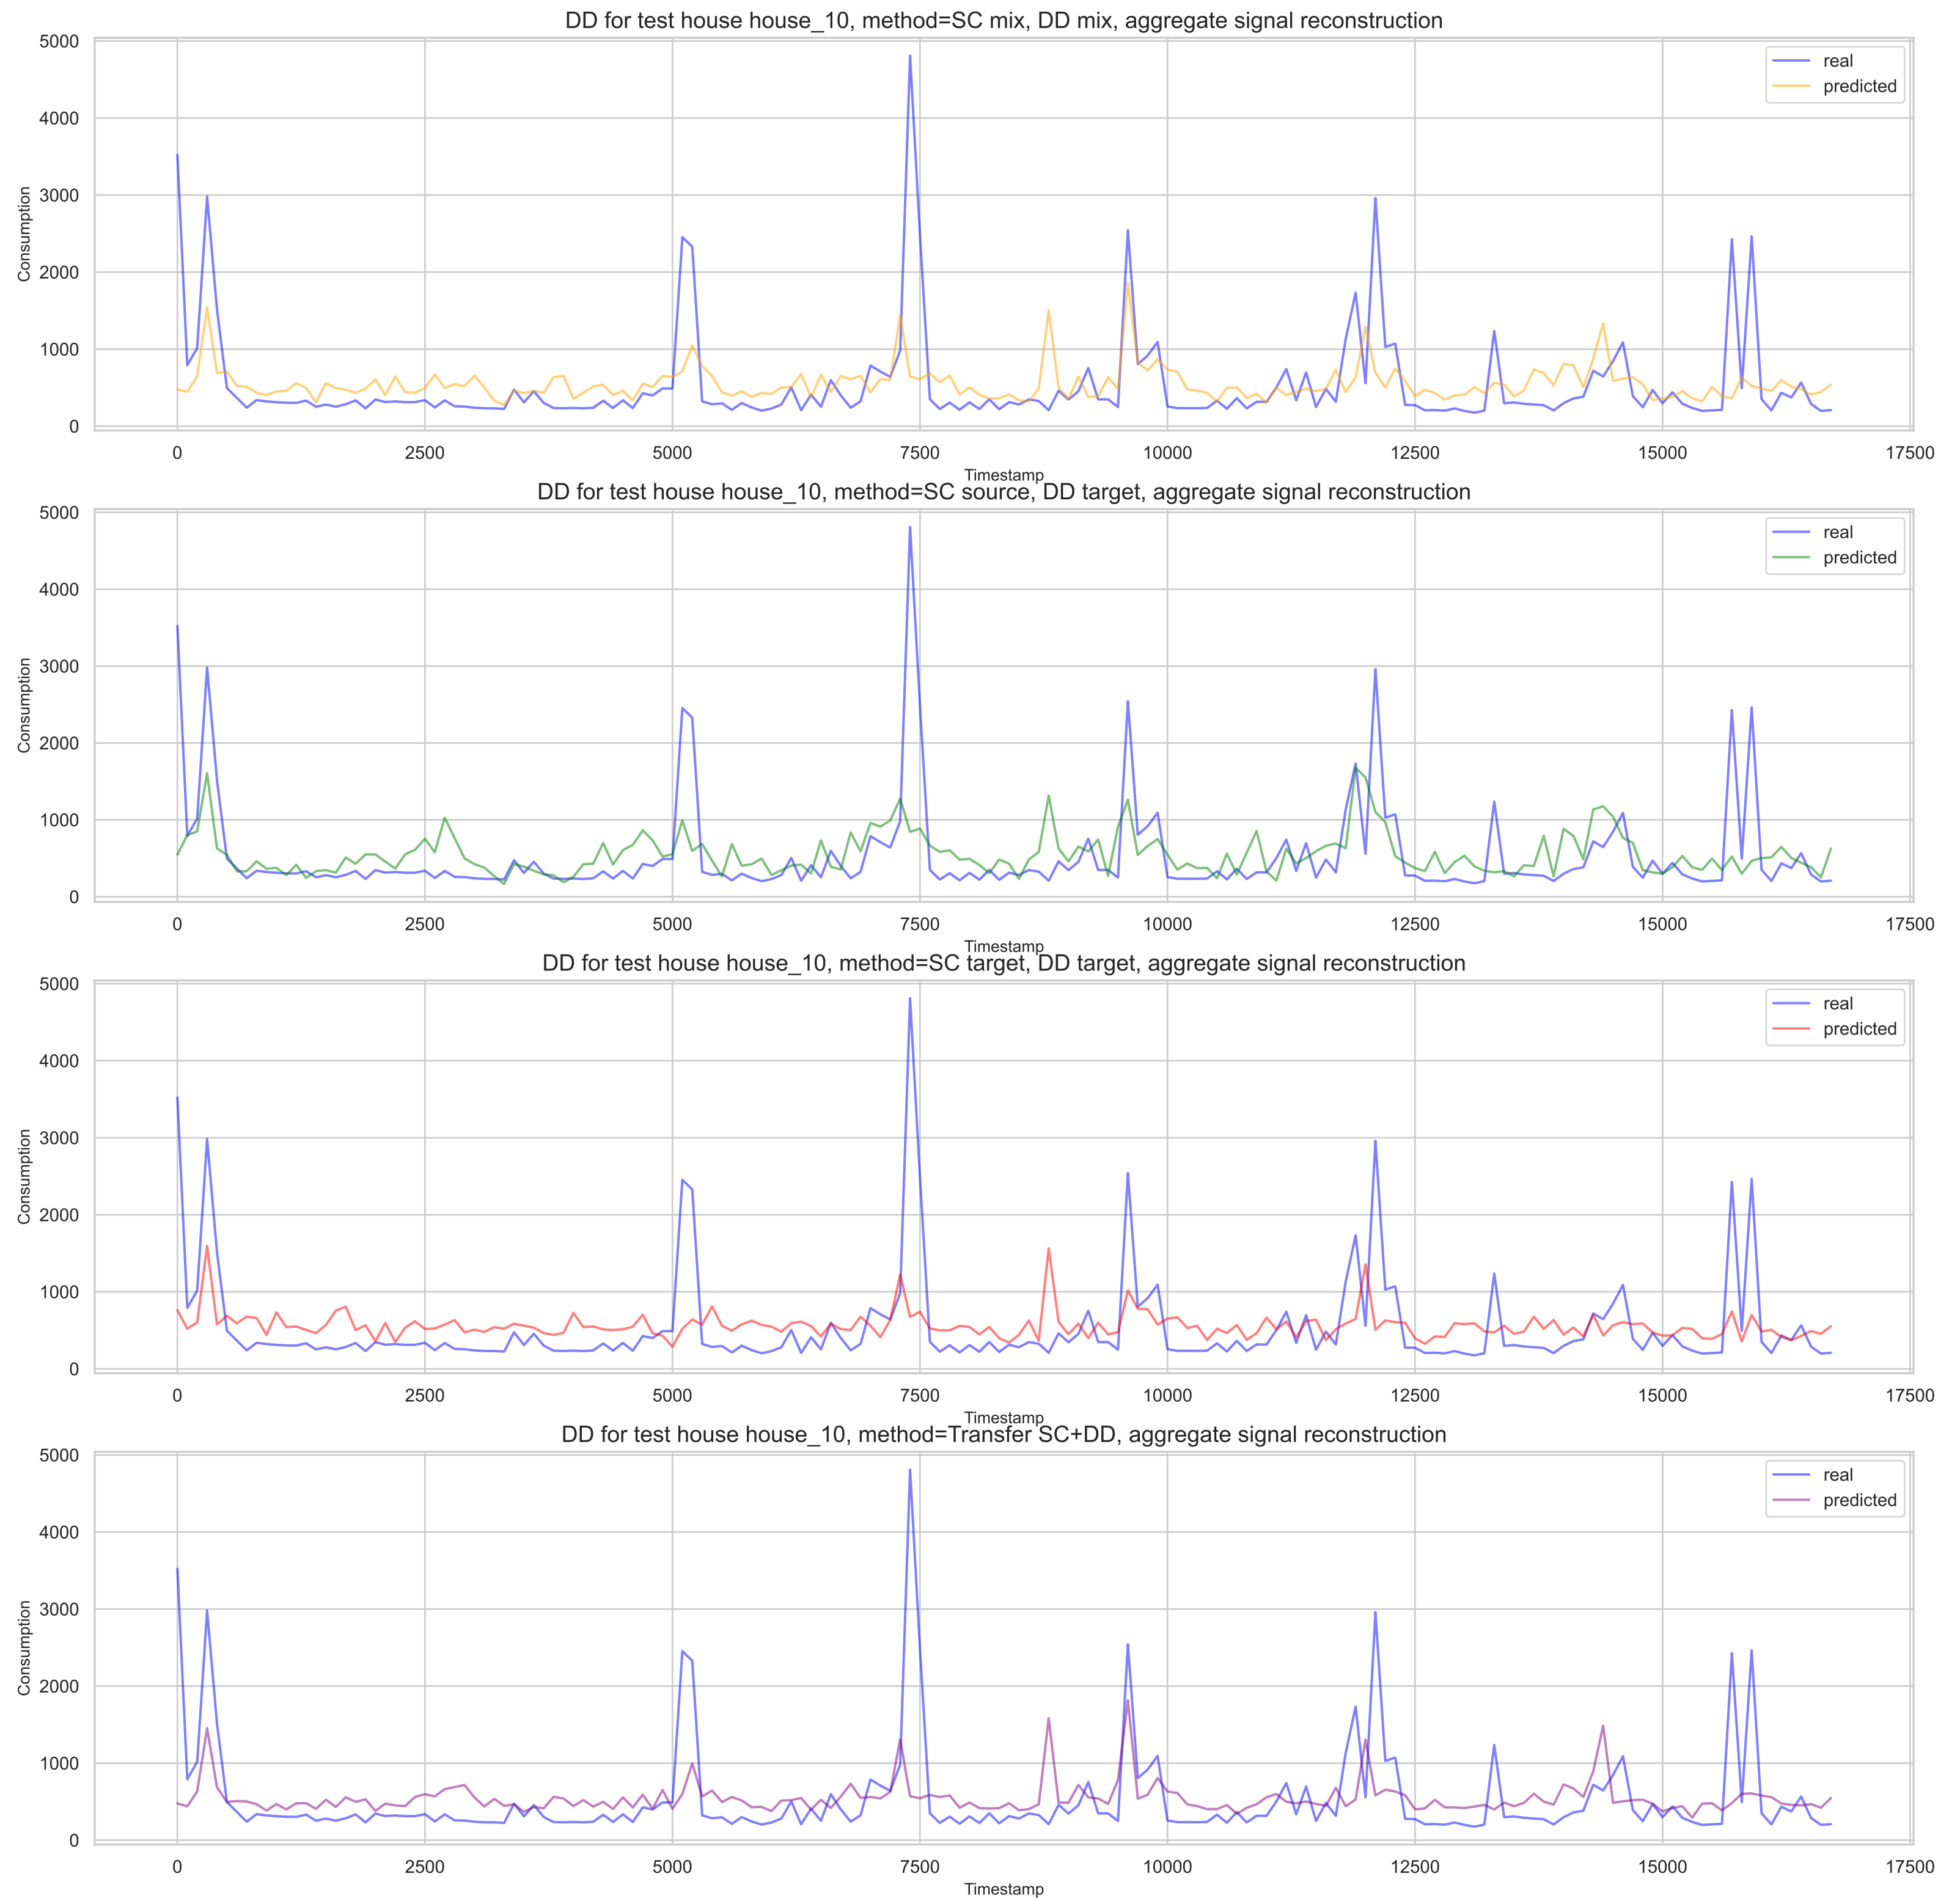 DD for test house house_10, method=SC mix, DD mix, aggregate signal reconstruction
5000
4000
3000
2000
1000
0
Consumption
real
predicted
0 2500 5000 7500 10000 12500 15000 17500
Timestamp
DD for test house house_10, method=SC source, DD target, aggregate signal reconstruction
5000
4000
3000
2000
1000
0
Consumption
real
predicted
0 2500 5000 7500 10000 12500 15000 17500
Timestamp
DD for test house house_10, method=SC target, DD target, aggregate signal reconstruction
5000
4000
3000
2000
1000
0
Consumption
real
predicted
0 2500 5000 7500 10000 12500 15000 17500
Timestamp
DD for test house house_10, method=Transfer SC+DD, aggregate signal reconstruction
5000
4000
3000
2000
1000
0
Consumption
real
predicted
0 2500 5000 7500 10000 12500 15000 17500
Timestamp